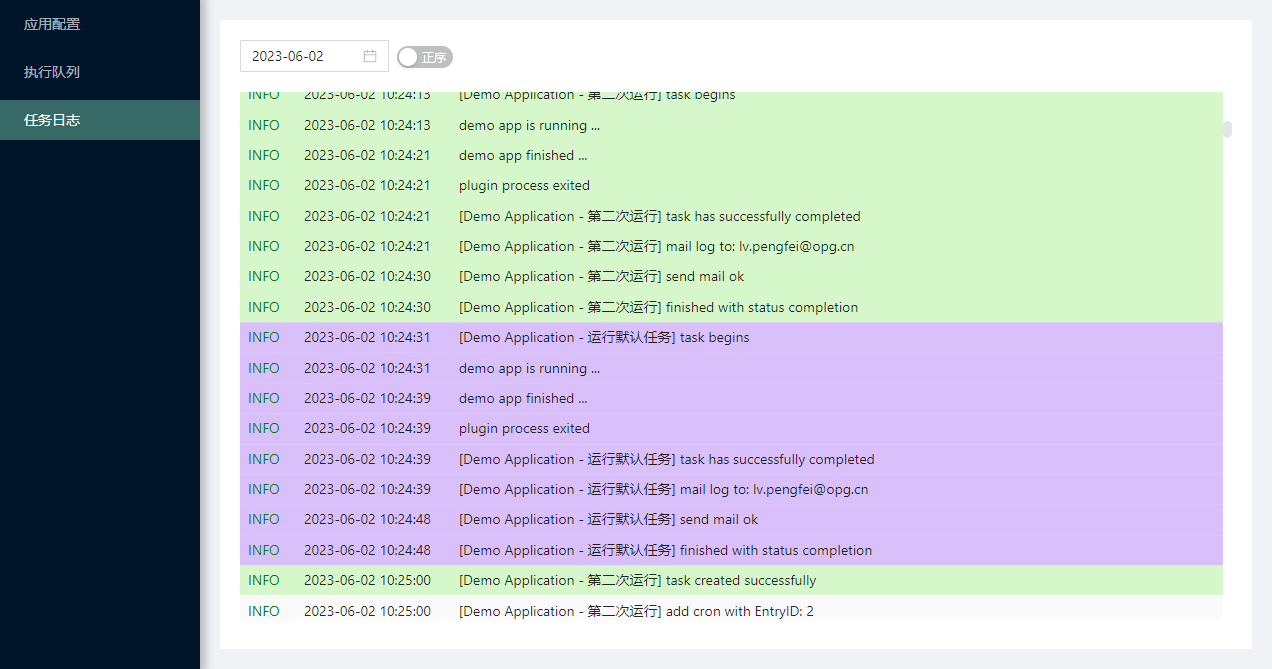 应用配置
执行队列
任务日志
2023-06-02 正序
INFO 2023-06-02 10:24:13 [Demo Application - 第二次运行] task begins
INFO 2023-06-02 10:24:13 demo app is running ...
INFO 2023-06-02 10:24:21 demo app finished ...
INFO 2023-06-02 10:24:21 plugin process exited
INFO 2023-06-02 10:24:21 [Demo Application - 第二次运行] task has successfully completed
INFO 2023-06-02 10:24:21 [Demo Application - 第二次运行] mail log to: lv.pengfei@opg.cn
INFO 2023-06-02 10:24:30 [Demo Application - 第二次运行] send mail ok
INFO 2023-06-02 10:24:30 [Demo Application - 第二次运行] finished with status completion
INFO 2023-06-02 10:24:31 [Demo Application - 运行默认任务] task begins
INFO 2023-06-02 10:24:31 demo app is running ...
INFO 2023-06-02 10:24:39 demo app finished ...
INFO 2023-06-02 10:24:39 plugin process exited
INFO 2023-06-02 10:24:39 [Demo Application - 运行默认任务] task has successfully completed
INFO 2023-06-02 10:24:39 [Demo Application - 运行默认任务] mail log to: lv.pengfei@opg.cn
INFO 2023-06-02 10:24:48 [Demo Application - 运行默认任务] send mail ok
INFO 2023-06-02 10:24:48 [Demo Application - 运行默认任务] finished with status completion
INFO 2023-06-02 10:25:00 [Demo Application - 第二次运行] task created successfully
INFO 2023-06-02 10:25:00 [Demo Application - 第二次运行] add cron with EntryID: 2